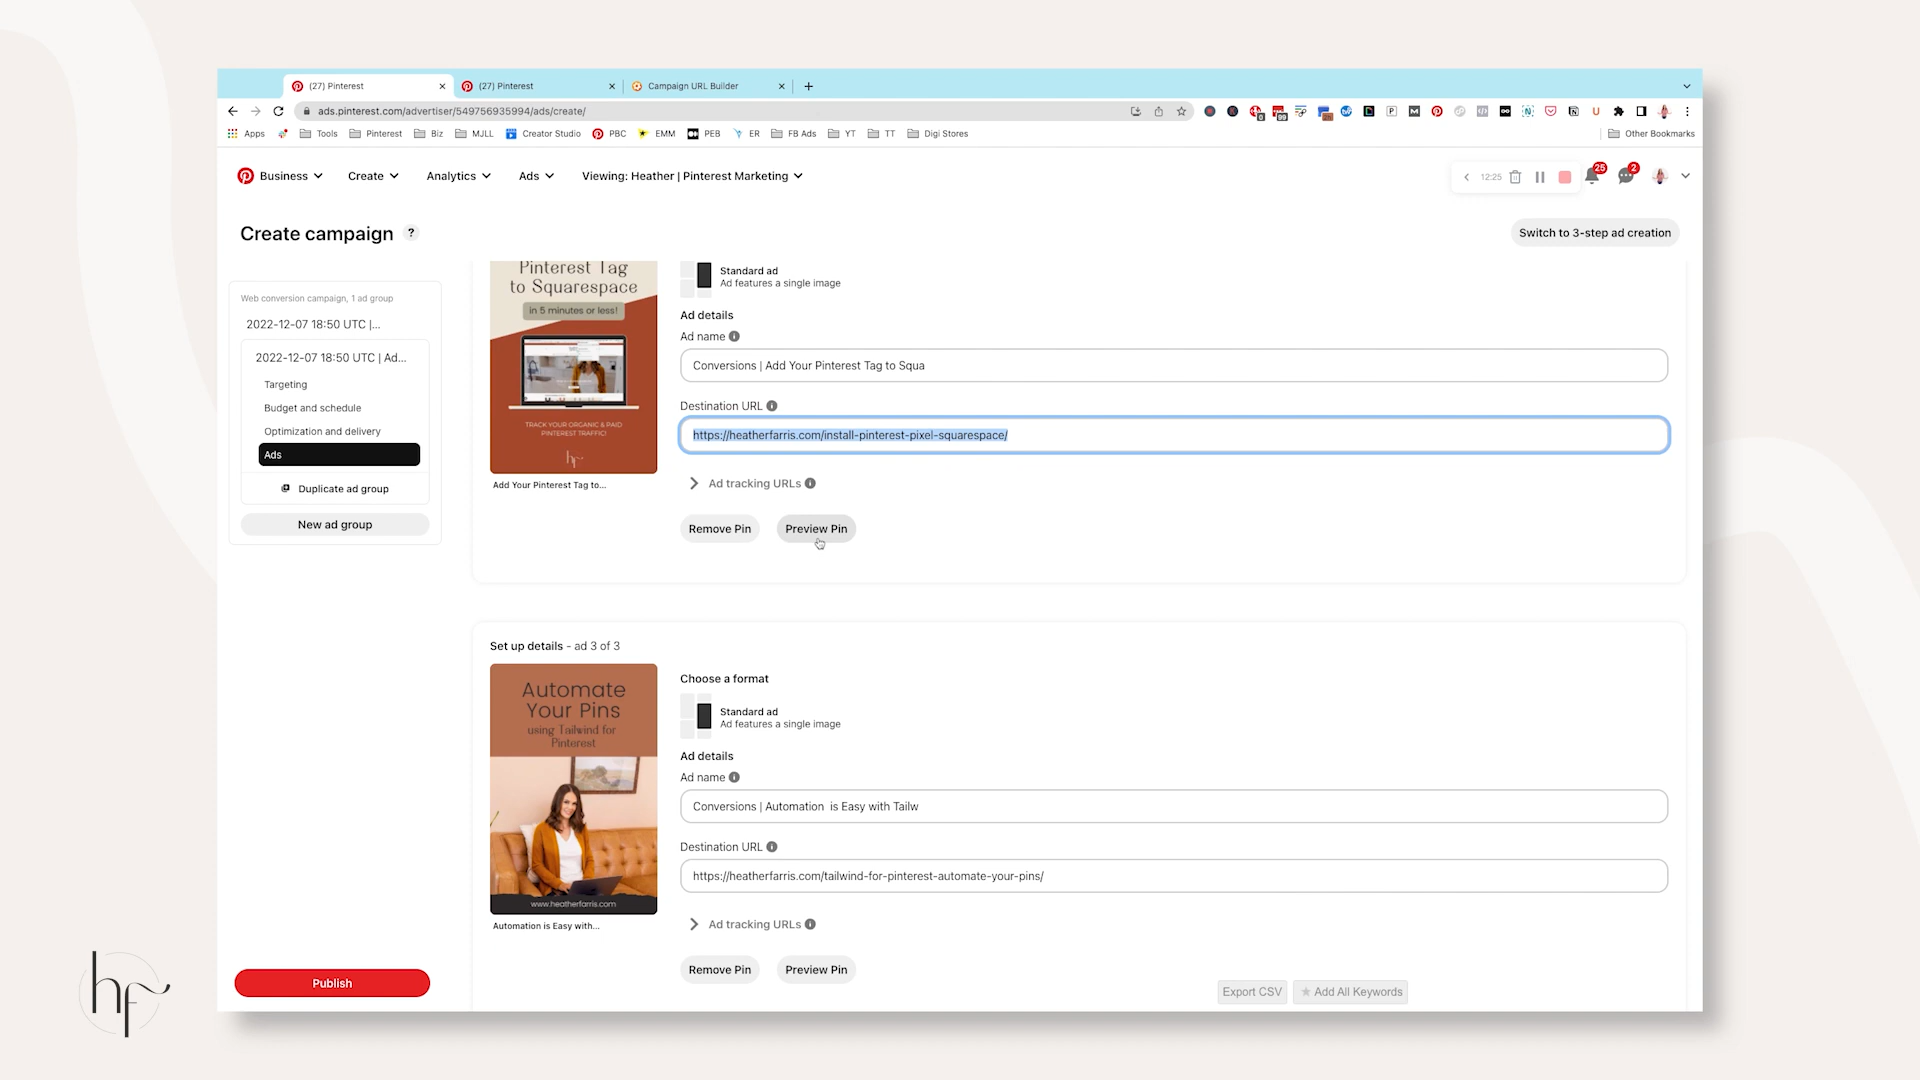 (27) Pinterest
(27) Pinterest
Campaign URL Builder
ads.pinterest.com/advertiser/549756935994/ads/create/
Apps
Tools
Pinterest
Biz
MJLL
Creator Studio
PBC
EMM
PEB
ER
FB Ads
YT
TT
Digi Stores
Other Bookmarks
Business
Create
Analytics
Ads
Viewing: Heather | Pinterest Marketing
12:25
25
2
Create campaign ?
Switch to 3-step ad creation
Web conversion campaign, 1 ad group
2022-12-07 18:50 UTC |...
2022-12-07 18:50 UTC | Ad...
Targeting
Budget and schedule
Optimization and delivery
Ads
Duplicate ad group
New ad group
Publish
Pinterest Tag
to Squarespace
in 5 minutes or less!
TRACK YOUR ORGANIC & PAID
PINTEREST TRAFFIC!
hf
Add Your Pinterest Tag to...
Standard ad
Ad features a single image
Ad details
Ad name
Conversions | Add Your Pinterest Tag to Squa
Destination URL
https://heatherfarris.com/install-pinterest-pixel-squarespace/
Ad tracking URLs
Remove Pin
Preview Pin
Set up details - ad 3 of 3
Automate
Your Pins
using Tailwind for
Pinterest
www.heatherfarris.com
Automation is Easy with...
Choose a format
Standard ad
Ad features a single image
Ad details
Ad name
Conversions | Automation  is Easy with Tailw
Destination URL
https://heatherfarris.com/tailwind-for-pinterest-automate-your-pins/
Ad tracking URLs
Remove Pin
Preview Pin
Export CSV
Add All Keywords
hf